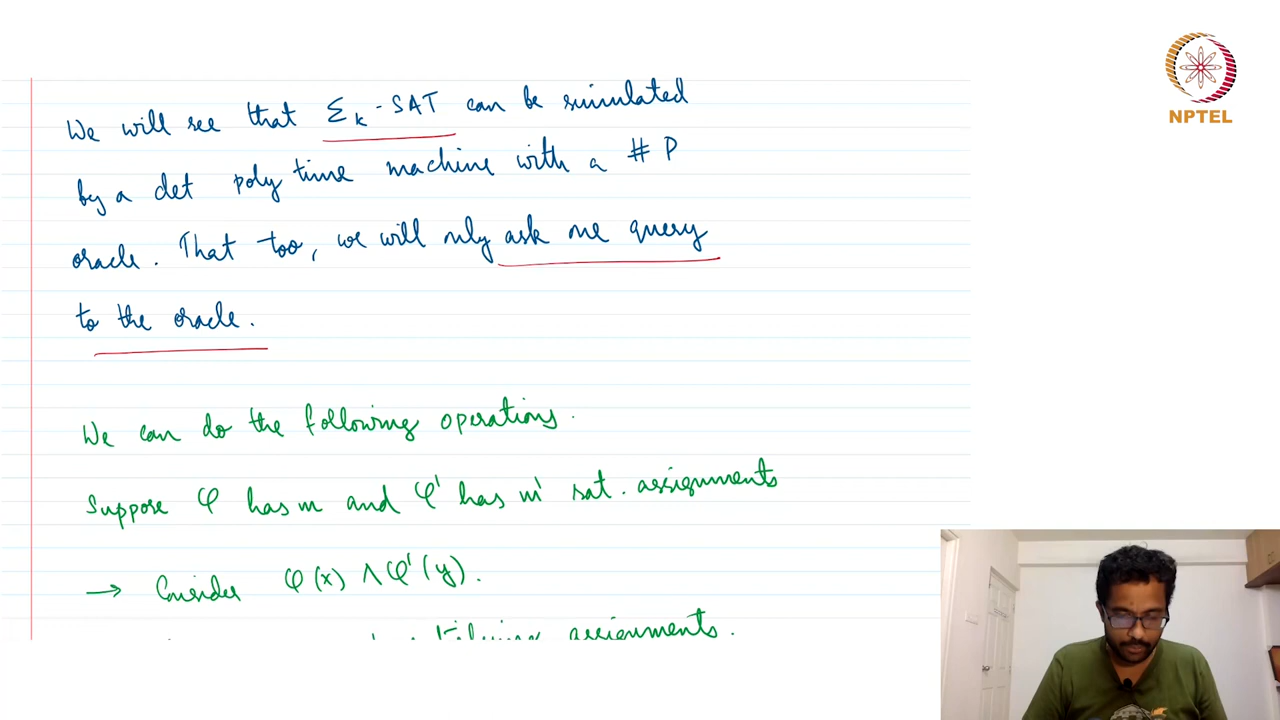 NPTEL
We will see that Σ_k-SAT can be simulated
by a det poly time machine with a #P
oracle. That too, we will only ask one query
to the oracle.
We can do the following operations.
Suppose φ has m and φ' has m' sat. assignments
→ Consider φ(x) ∧ φ'(y).
assignments.